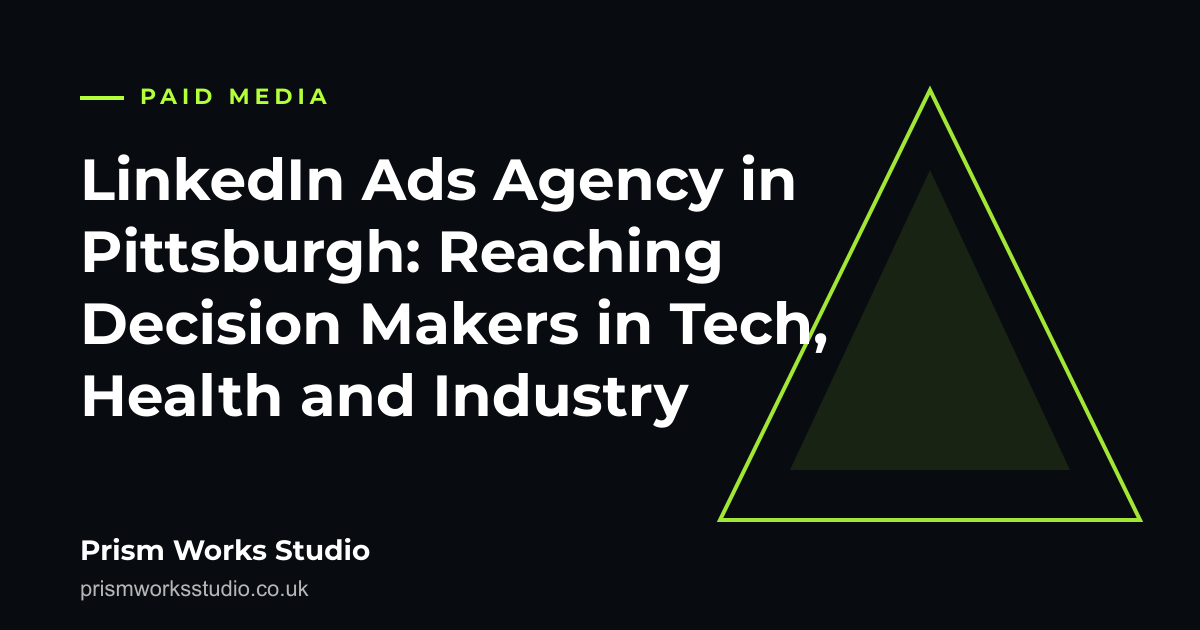 PAID MEDIA
LinkedIn Ads Agency in
Pittsburgh: Reaching
Decision Makers in Tech,
Health and Industry
Prism Works Studio
prismworksstudio.co.uk